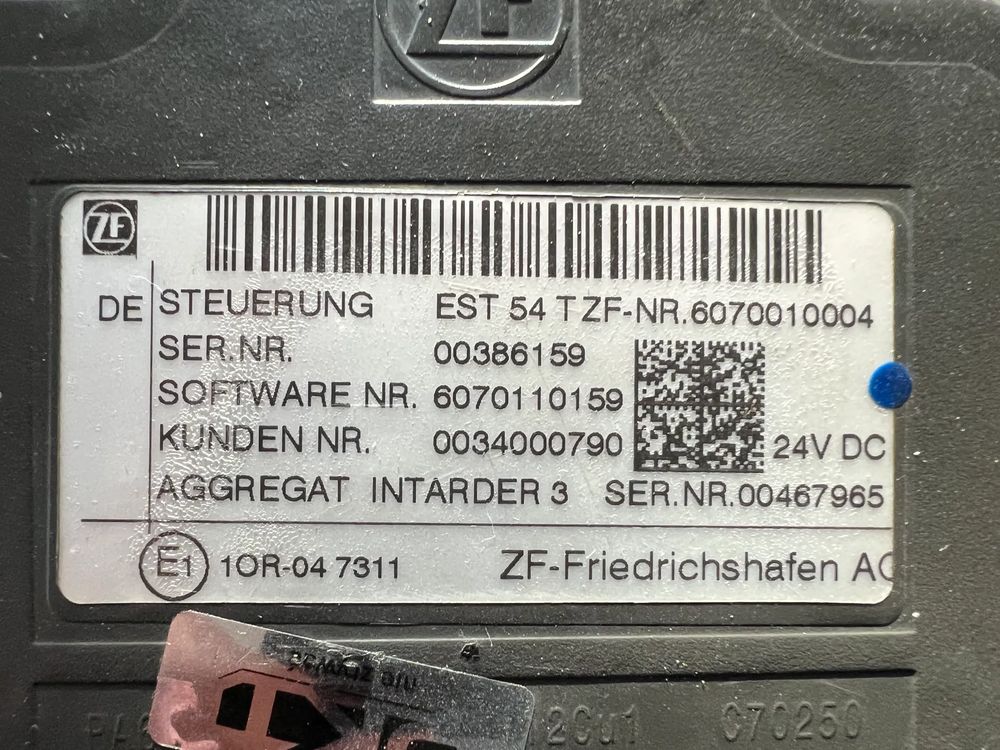 ZF
ZF
DE STEUERUNG EST 54 T ZF-NR.6070010004
SER.NR. 00386159
SOFTWARE NR. 6070110159
KUNDEN NR. 0034000790 24V DC
AGGREGAT INTARDER 3 SER.NR.00467965
E1 10R-04 7311 ZF-Friedrichshafen AG